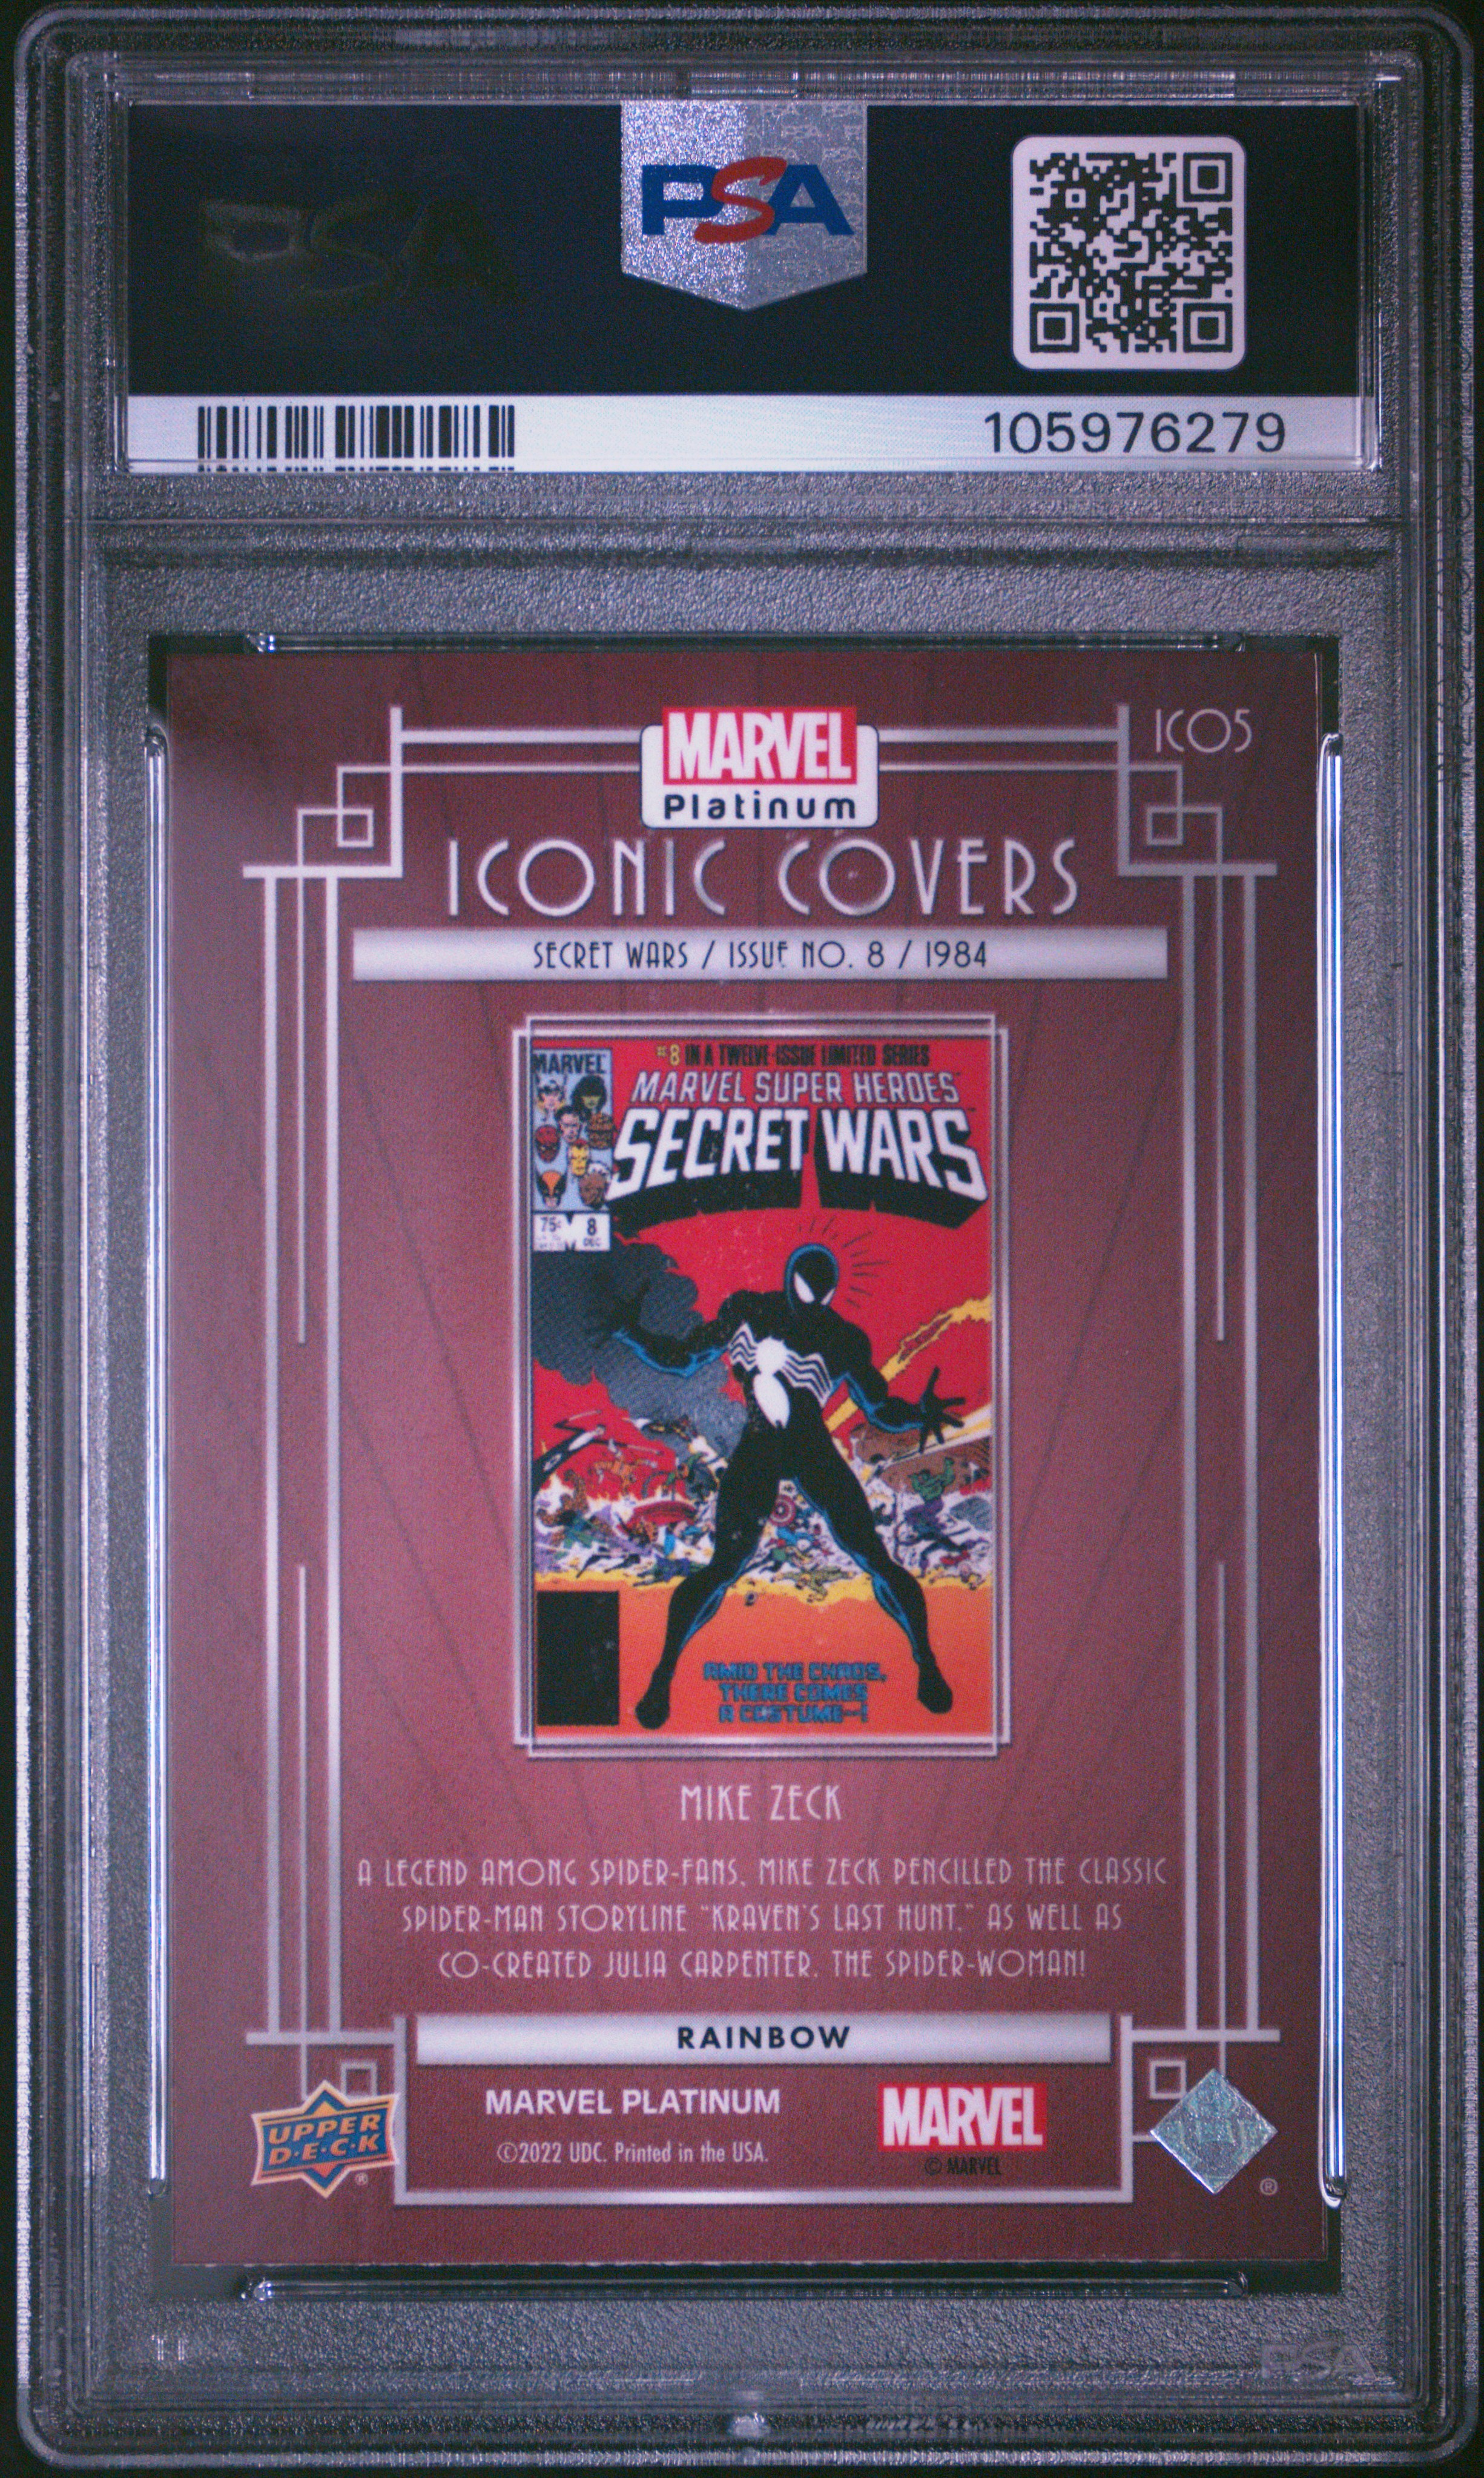 PSA
105976279
ICO5
MARVEL
Platinum
ICONIC COVERS
SECRET WARS / ISSUE NO. 8 / 1984
MARVEL
#8 IN A TWELVE-ISSUE LIMITED SERIES
MARVEL SUPER HEROES
SECRET WARS
75¢
8
DEC
AMID THE CHAOS,
THERE COMES
A COSTUME--!
MIKE ZECK
A LEGEND AMONG SPIDER-FANS, MIKE ZECK PENCILLED THE CLASSIC
SPIDER-MAN STORYLINE "KRAVEN'S LAST HUNT," AS WELL AS
CO-CREATED JULIA CARPENTER, THE SPIDER-WOMAN!
RAINBOW
UPPER
D·E·C·K
®
MARVEL PLATINUM
©2022 UDC. Printed in the USA.
MARVEL
© MARVEL
®
PSA